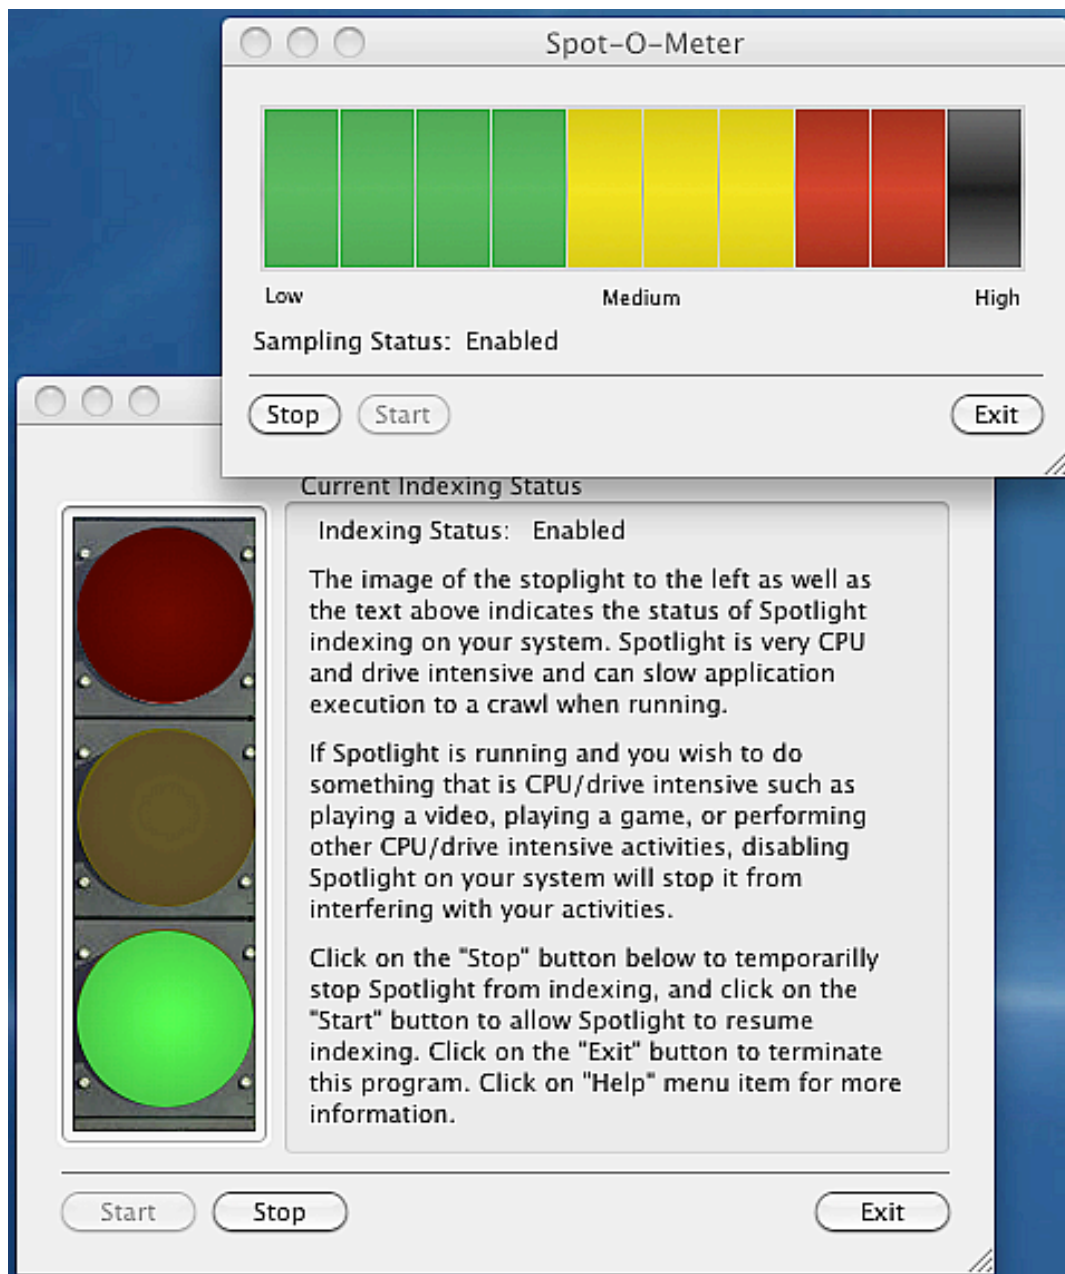 Spot-O-Meter
Low Medium High
Sampling Status: Enabled
Stop Start Exit
Current Indexing Status
Indexing Status: Enabled
The image of the stoplight to the left as well as
the text above indicates the status of Spotlight
indexing on your system. Spotlight is very CPU
and drive intensive and can slow application
execution to a crawl when running.
If Spotlight is running and you wish to do
something that is CPU/drive intensive such as
playing a video, playing a game, or performing
other CPU/drive intensive activities, disabling
Spotlight on your system will stop it from
interfering with your activities.
Click on the "Stop" button below to temporarilly
stop Spotlight from indexing, and click on the
"Start" button to allow Spotlight to resume
indexing. Click on the "Exit" button to terminate
this program. Click on "Help" menu item for more
information.
Start Stop Exit